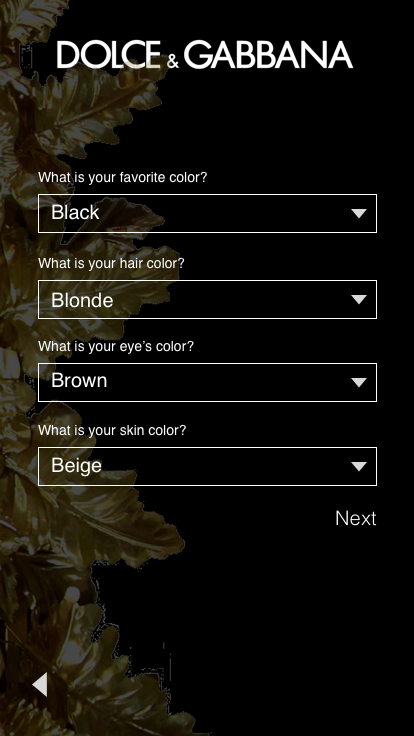 DOLCE & GABBANA
What is your favorite color?
Black
What is your hair color?
Blonde
What is your eye's color?
Brown
What is your skin color?
Beige
Next